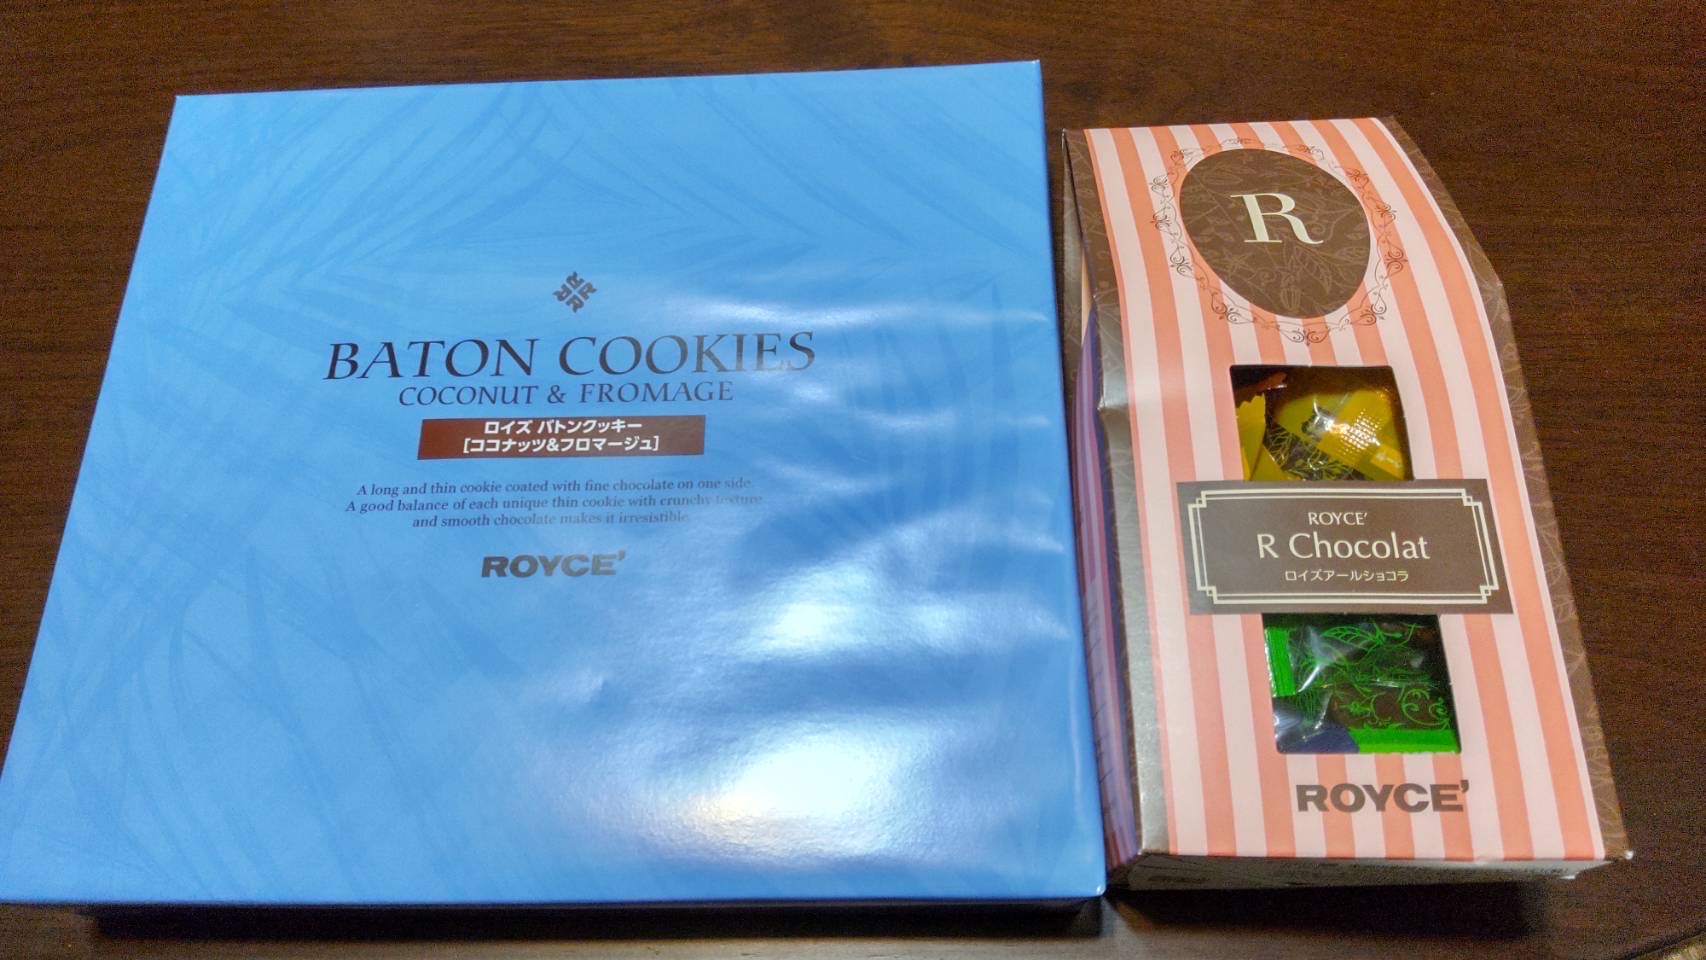 BATON COOKIES
COCONUT & FROMAGE
ロイズ バトンクッキー
[ココナッツ&フロマージュ]
A long and thin cookie coated with fine chocolate on one side.
A good balance of each unique thin cookie with crunchy texture
and smooth chocolate makes it irresistible.
ROYCE'
R
ROYCE'
R Chocolat
ロイズアールショコラ
ROYCE'